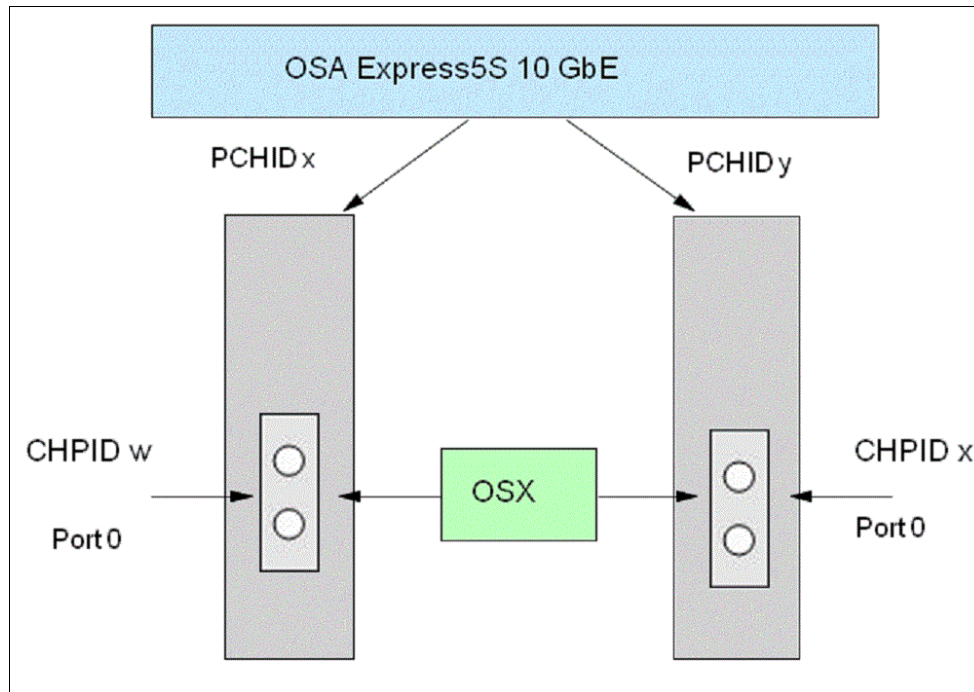 OSA Express5S 10 GbE
PCHID x
PCHID y
CHPID w
OSX
CHPID x
Port 0
Port 0